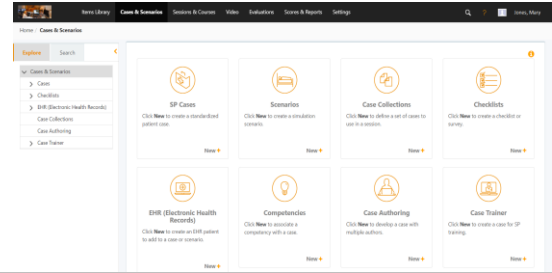 Items Library Cases & Scenarios Sessions & Courses Video Evaluations Scores & Reports Settings ? Jones, Mary
Home / Cases & Scenarios
Explore Search
Cases & Scenarios
Cases
Checklists
EHR (Electronic Health Records)
Case Collections
Case Authoring
Case Trainer
SP Cases
Click New to create a standardized
patient case.
New +
Scenarios
Click New to create a simulation
scenario.
New +
Case Collections
Click New to define a set of cases to
use in a session.
New +
Checklists
Click New to create a checklist or
survey.
New +
EHR (Electronic Health
Records)
Click New to create an EHR patient
to add to a case or scenario.
New +
Competencies
Click New to associate a
competency with a case.
New +
Case Authoring
Click New to develop a case with
multiple authors.
New +
Case Trainer
Click New to create a case for SP
training.
New +